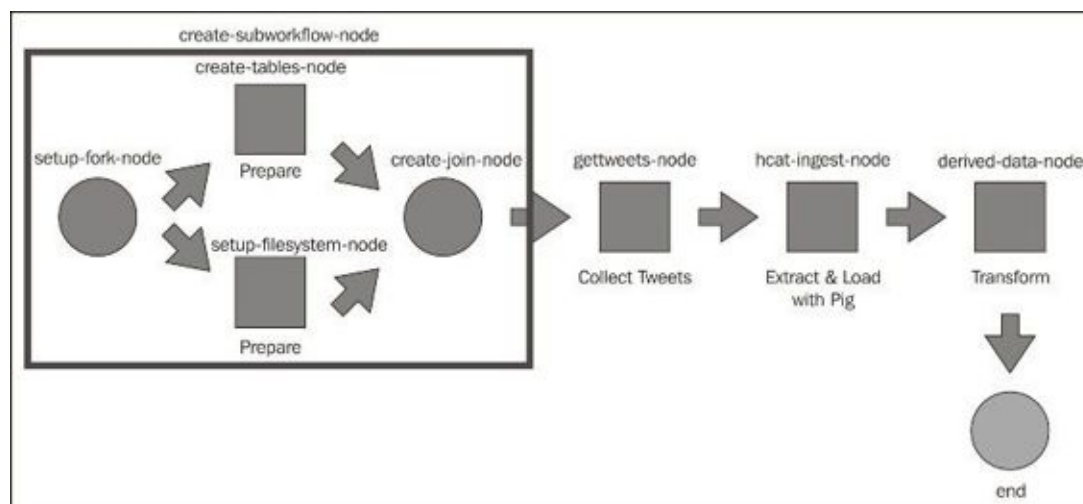 create-subworkflow-node
create-tables-node
setup-fork-node
Prepare
create-join-node
setup-filesystem-node
Prepare
gettweets-node
Collect Tweets
hcat-ingest-node
Extract & Load
with Pig
derived-data-node
Transform
end